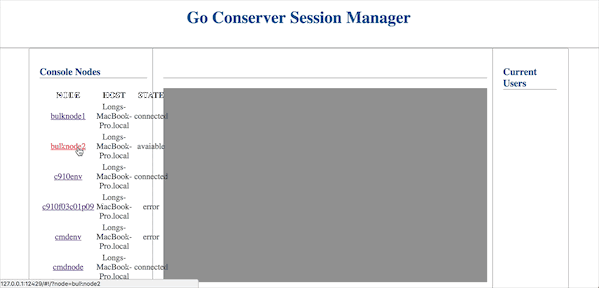 Go Conserver Session Manager
Console Nodes
Current
Users
NODE HOST STATE
bulknode1 Longs-MacBook-Pro.local connected
bulknode2 Longs-MacBook-Pro.local avaiable
c910env Longs-MacBook-Pro.local connected
c910f03c01p09 Longs-MacBook-Pro.local error
cmdenv Longs-MacBook-Pro.local error
cmdnode Longs-MacBook-Pro.local connected
127.0.0.1:12429/#!/?node=bulknode2